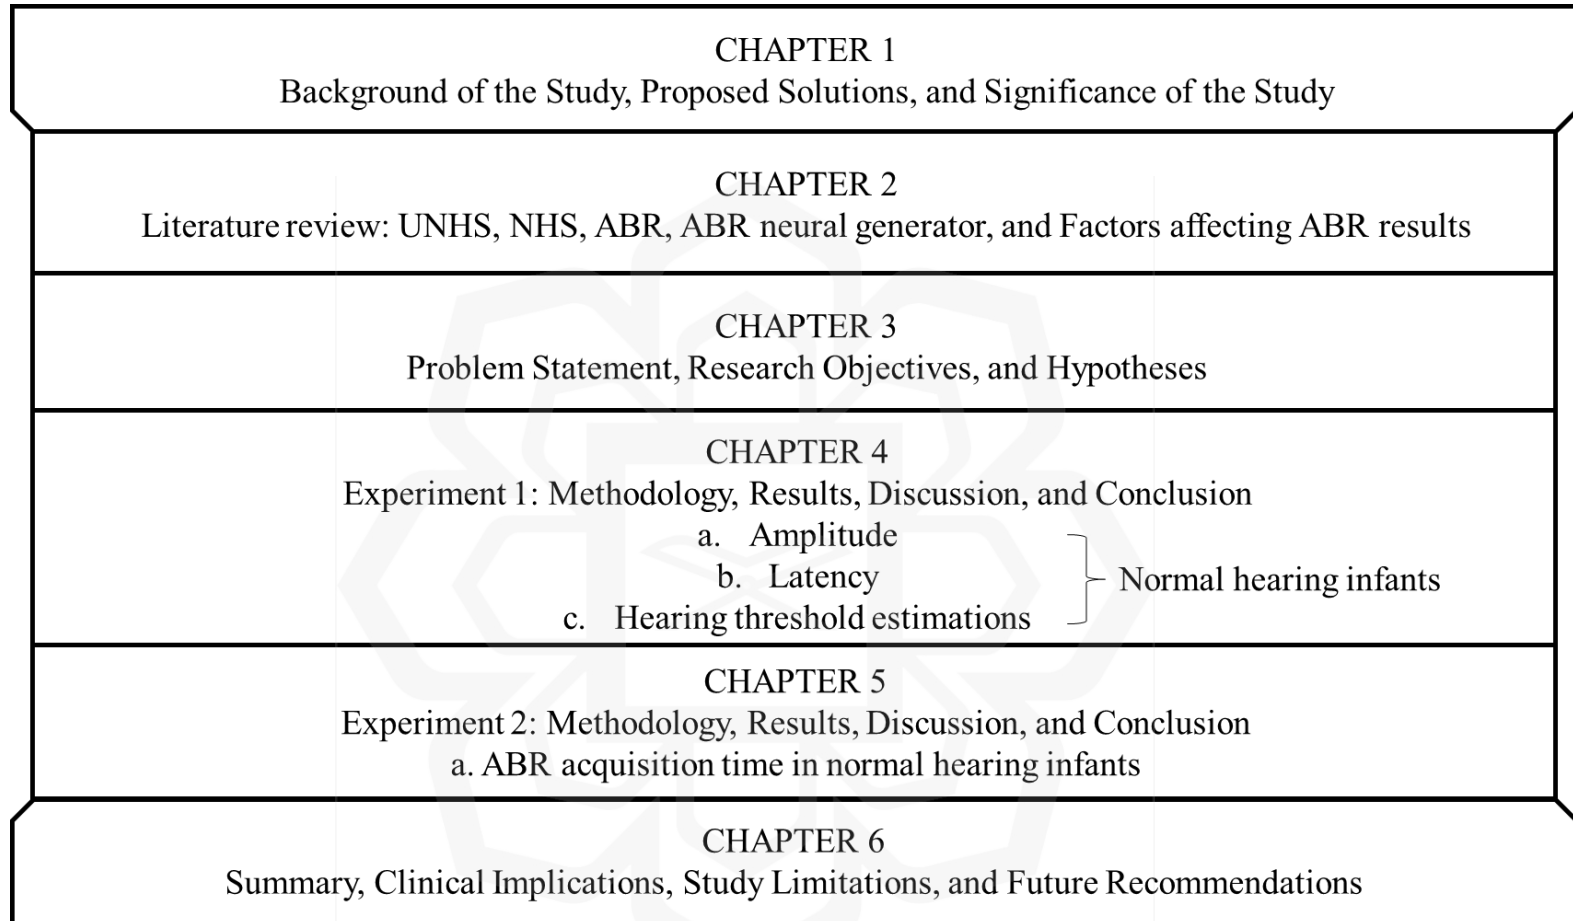 CHAPTER 1
Background of the Study, Proposed Solutions, and Significance of the Study
CHAPTER 2
Literature review: UNHS, NHS, ABR, ABR neural generator, and Factors affecting ABR results
CHAPTER 3
Problem Statement, Research Objectives, and Hypotheses
CHAPTER 4
Experiment 1: Methodology, Results, Discussion, and Conclusion
a. Amplitude
b. Latency
Normal hearing infants
c. Hearing threshold estimations
CHAPTER 5
Experiment 2: Methodology, Results, Discussion, and Conclusion
a. ABR acquisition time in normal hearing infants
CHAPTER 6
Summary, Clinical Implications, Study Limitations, and Future Recommendations